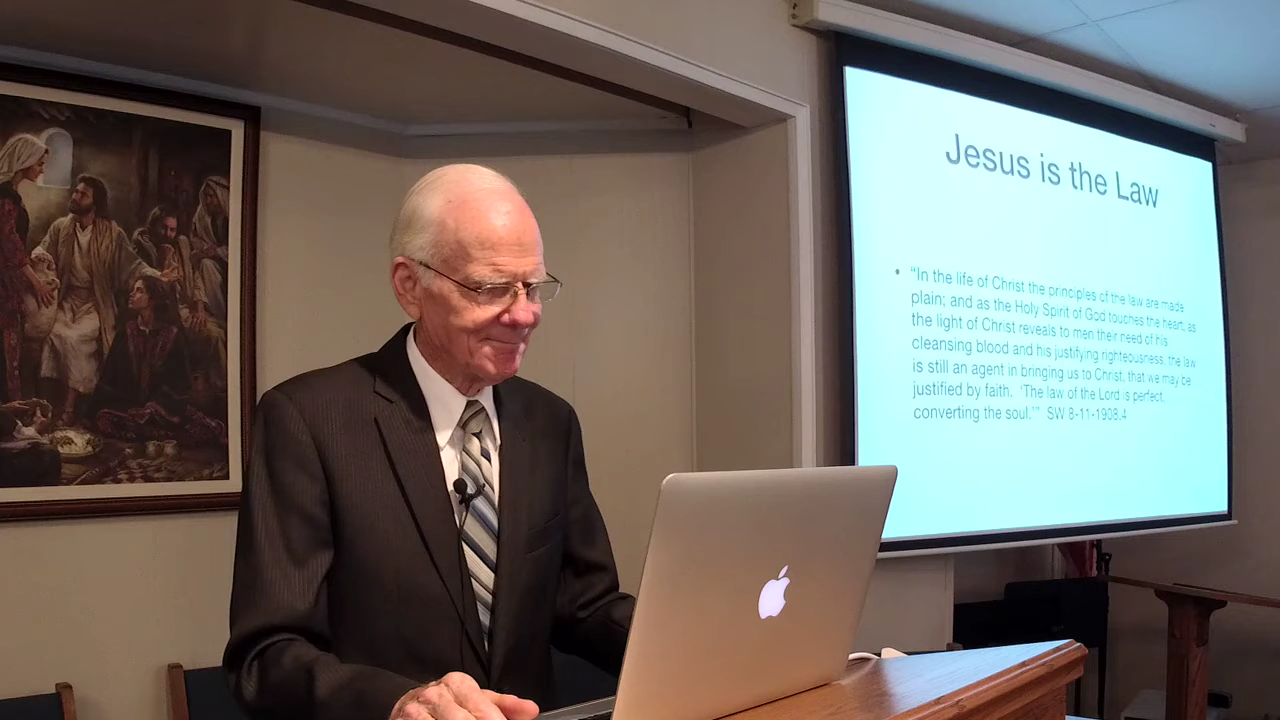 Jesus is the Law
• “In the life of Christ the principles of the law are made
plain; and as the Holy Spirit of God touches the heart, as
the light of Christ reveals to men their need of his
cleansing blood and his justifying righteousness, the law
is still an agent in bringing us to Christ, that we may be
justified by faith. ‘The law of the Lord is perfect,
converting the soul.’” SW 8-11-1908.4